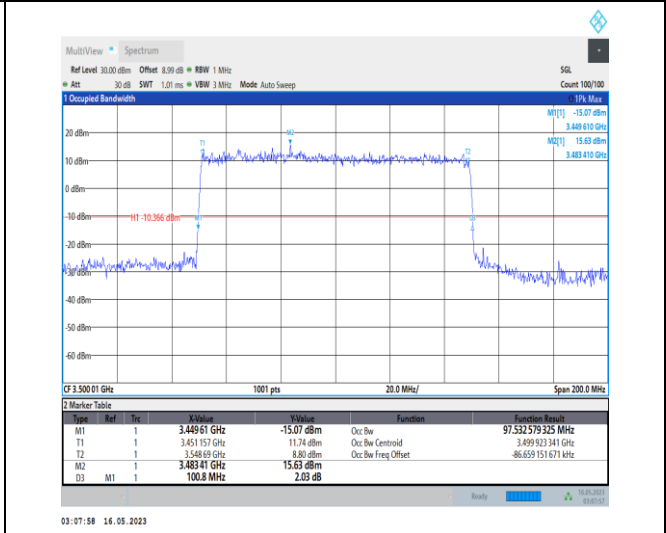 MultiView Spectrum
Ref Level 30.00 dBm Offset 8.99 dB RBW 1 MHz SGL
Att 30 dB SWT 1.01 ms VBW 3 MHz Mode Auto Sweep Count 100/100
1 Occupied Bandwidth 1Pk Max
M1[1] -15.07 dBm
3.449 610 GHz
M2[1] 15.63 dBm
3.483 410 GHz
20 dBm
M2
T1
T2
10 dBm
0 dBm
-10 dBm
H1 -10.366 dBm
M1
D3
-20 dBm
-30 dBm
-40 dBm
-50 dBm
-60 dBm
CF 3.500 01 GHz 1001 pts 20.0 MHz/ Span 200.0 MHz
2 Marker Table
Type Ref Trc X-Value Y-Value Function Function Result
M1 1 3.449 61 GHz -15.07 dBm Occ Bw 97.532 579 325 MHz
T1 1 3.451 157 GHz 11.74 dBm Occ Bw Centroid 3.499 923 341 GHz
T2 1 3.548 69 GHz 8.80 dBm Occ Bw Freq Offset -86.659 151 671 kHz
M2 1 3.483 41 GHz 15.63 dBm
D3 M1 1 100.8 MHz 2.03 dB
Ready 16.05.2023
03:07:57
03:07:58 16.05.2023